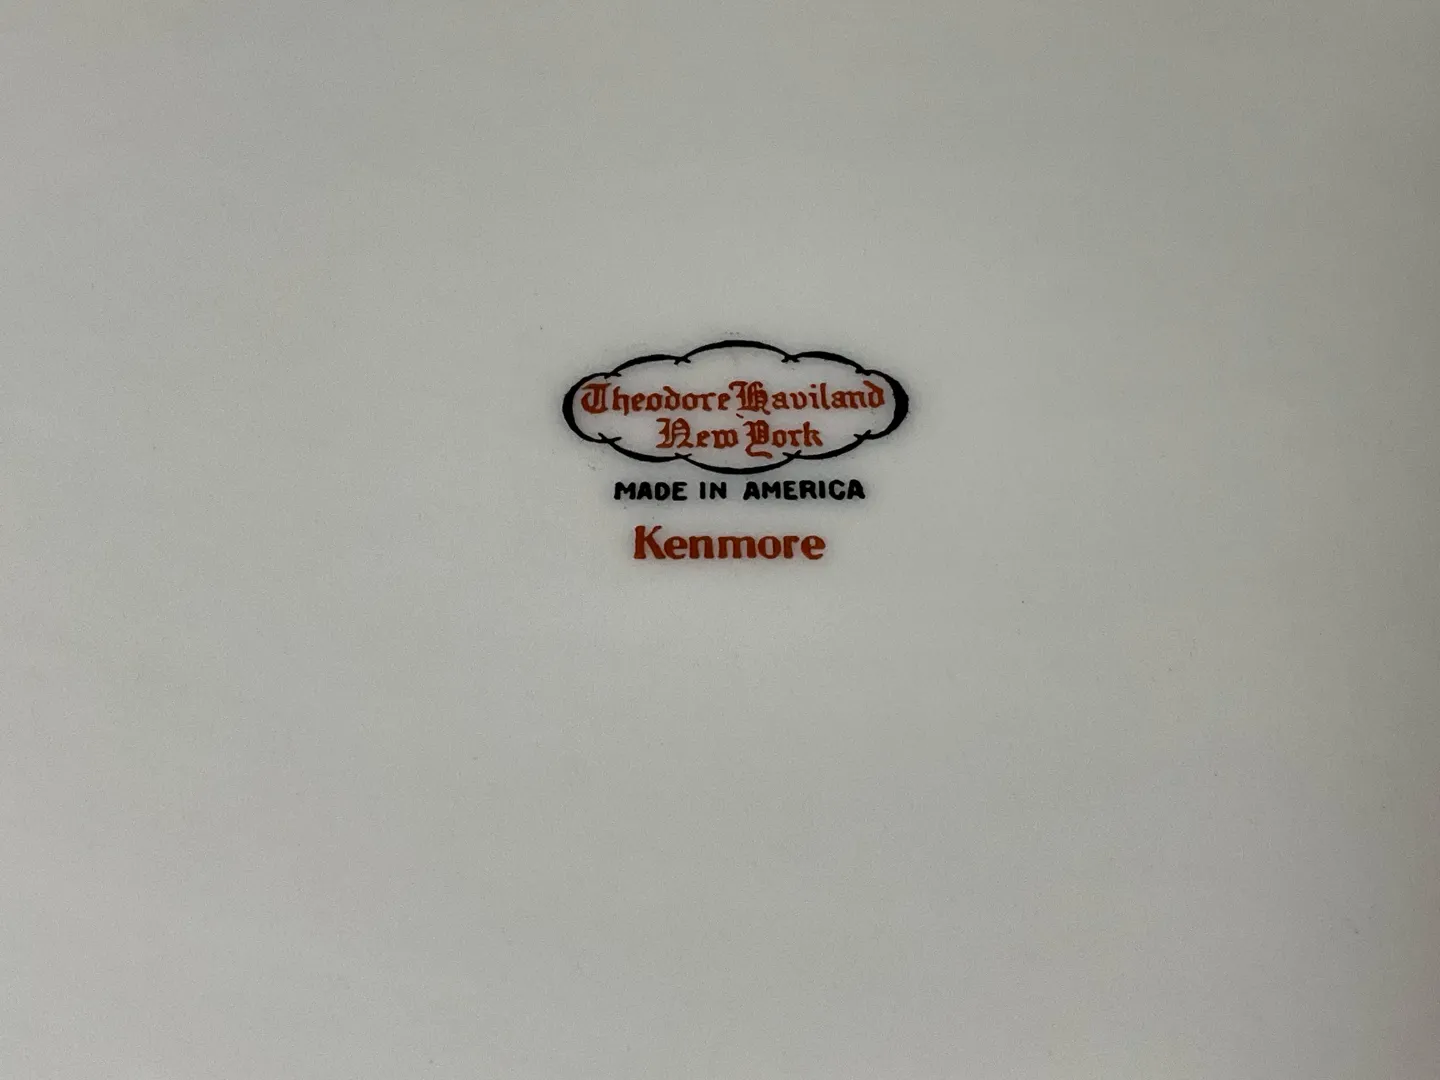 Theodore Haviland
New York
MADE IN AMERICA
Kenmore